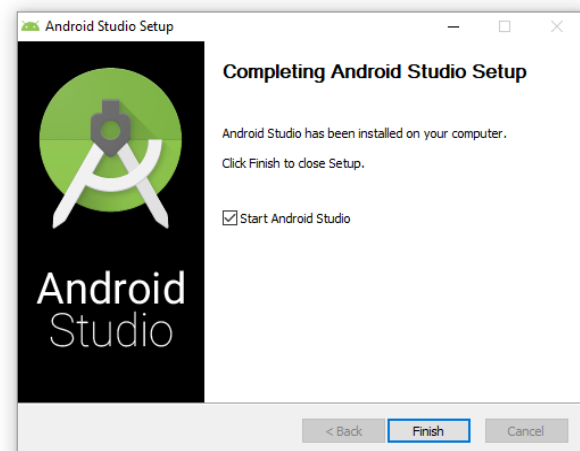 Android Studio Setup
Completing Android Studio Setup
Android Studio has been installed on your computer.
Click Finish to close Setup.
Start Android Studio
Android
Studio
< Back
Finish
Cancel